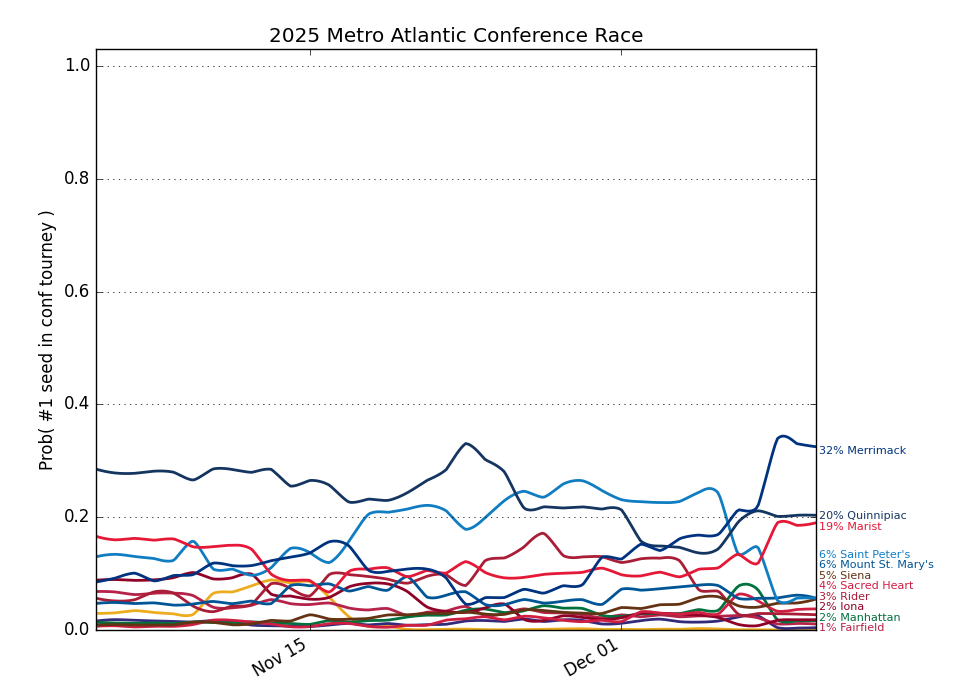 2025 Metro Atlantic Conference Race
Prob( #1 seed in conf tourney )
1.0
0.8
0.6
0.4
0.2
0.0
Nov 15
Dec 01
32% Merrimack
20% Quinnipiac
19% Marist
6% Saint Peter's
6% Mount St. Mary's
5% Siena
4% Sacred Heart
3% Rider
2% Iona
2% Manhattan
1% Fairfield